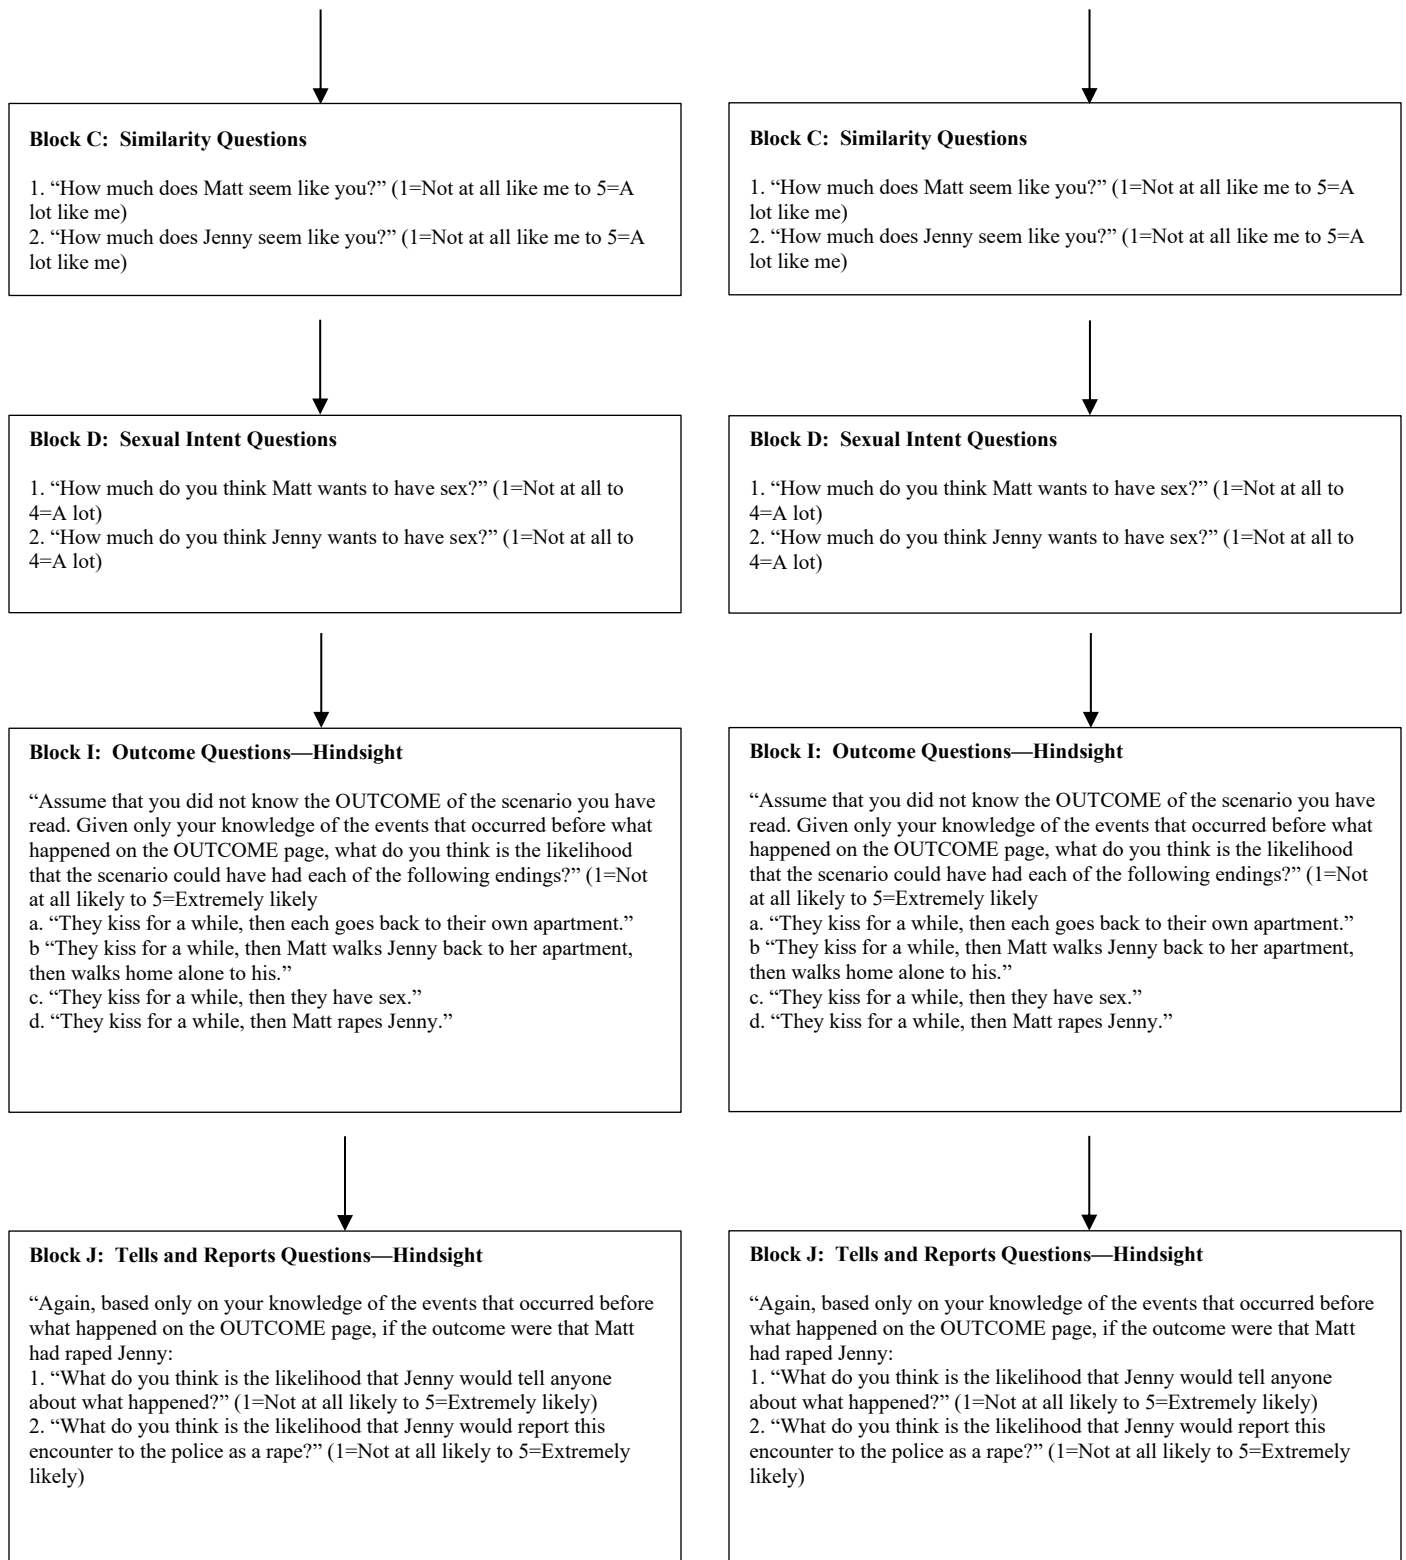 Block C:  Similarity Questions
1. “How much does Matt seem like you?” (1=Not at all like me to 5=A
lot like me)
2. “How much does Jenny seem like you?” (1=Not at all like me to 5=A
lot like me)
Block C:  Similarity Questions
1. “How much does Matt seem like you?” (1=Not at all like me to 5=A
lot like me)
2. “How much does Jenny seem like you?” (1=Not at all like me to 5=A
lot like me)
Block D:  Sexual Intent Questions
1. “How much do you think Matt wants to have sex?” (1=Not at all to
4=A lot)
2. “How much do you think Jenny wants to have sex?” (1=Not at all to
4=A lot)
Block D:  Sexual Intent Questions
1. “How much do you think Matt wants to have sex?” (1=Not at all to
4=A lot)
2. “How much do you think Jenny wants to have sex?” (1=Not at all to
4=A lot)
Block I:  Outcome Questions—Hindsight
“Assume that you did not know the OUTCOME of the scenario you have
read. Given only your knowledge of the events that occurred before what
happened on the OUTCOME page, what do you think is the likelihood
that the scenario could have had each of the following endings?” (1=Not
at all likely to 5=Extremely likely
a. “They kiss for a while, then each goes back to their own apartment.”
b “They kiss for a while, then Matt walks Jenny back to her apartment,
then walks home alone to his.”
c. “They kiss for a while, then they have sex.”
d. “They kiss for a while, then Matt rapes Jenny.”
Block I:  Outcome Questions—Hindsight
“Assume that you did not know the OUTCOME of the scenario you have
read. Given only your knowledge of the events that occurred before what
happened on the OUTCOME page, what do you think is the likelihood
that the scenario could have had each of the following endings?” (1=Not
at all likely to 5=Extremely likely
a. “They kiss for a while, then each goes back to their own apartment.”
b “They kiss for a while, then Matt walks Jenny back to her apartment,
then walks home alone to his.”
c. “They kiss for a while, then they have sex.”
d. “They kiss for a while, then Matt rapes Jenny.”
Block J:  Tells and Reports Questions—Hindsight
“Again, based only on your knowledge of the events that occurred before
what happened on the OUTCOME page, if the outcome were that Matt
had raped Jenny:
1. “What do you think is the likelihood that Jenny would tell anyone
about what happened?” (1=Not at all likely to 5=Extremely likely)
2. “What do you think is the likelihood that Jenny would report this
encounter to the police as a rape?” (1=Not at all likely to 5=Extremely
likely)
Block J:  Tells and Reports Questions—Hindsight
“Again, based only on your knowledge of the events that occurred before
what happened on the OUTCOME page, if the outcome were that Matt
had raped Jenny:
1. “What do you think is the likelihood that Jenny would tell anyone
about what happened?” (1=Not at all likely to 5=Extremely likely)
2. “What do you think is the likelihood that Jenny would report this
encounter to the police as a rape?” (1=Not at all likely to 5=Extremely
likely)